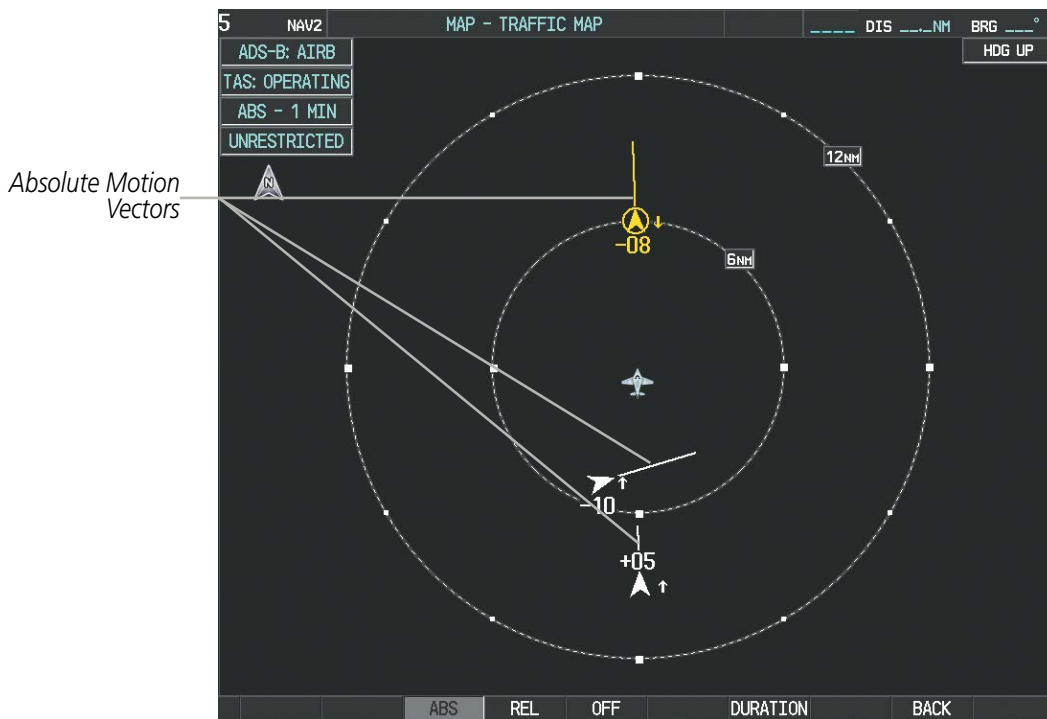 5 NAV2 MAP - TRAFFIC MAP ____ DIS __._NM BRG ___°
ADS-B: AIRB
HDG UP
TAS: OPERATING
ABS - 1 MIN
UNRESTRICTED
12NM
N
Absolute Motion
Vectors
-08
6NM
-10
+05
ABS REL OFF DURATION BACK